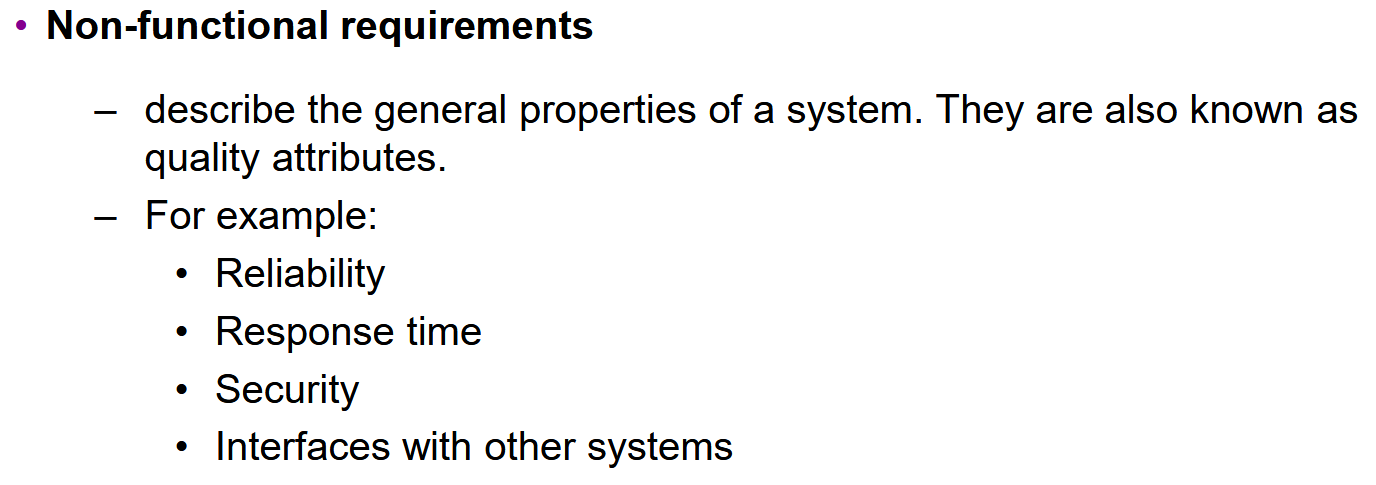 • Non-functional requirements
– describe the general properties of a system. They are also known as
quality attributes.
– For example:
• Reliability
• Response time
• Security
• Interfaces with other systems